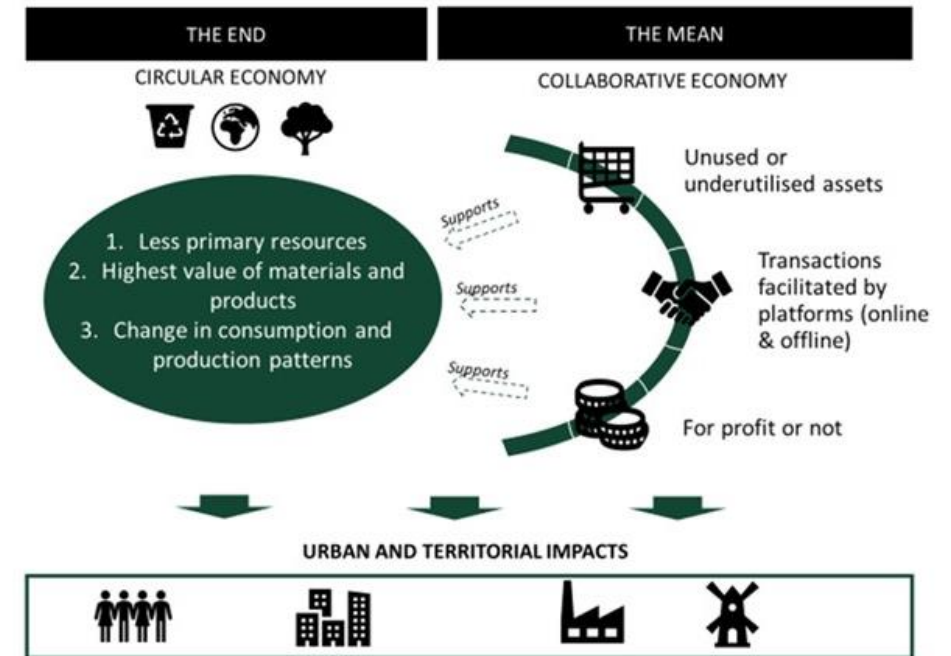 THE END
THE MEAN
CIRCULAR ECONOMY
COLLABORATIVE ECONOMY
1. Less primary resources
2. Highest value of materials and
products
3. Change in consumption and
production patterns
Supports
Supports
Supports
Unused or
underutilised assets
Transactions
facilitated by
platforms (online
& offline)
For profit or not
URBAN AND TERRITORIAL IMPACTS